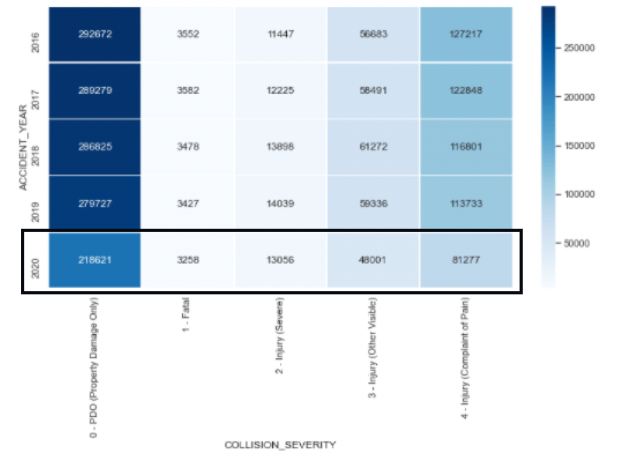 ACCIDENT_YEAR
2016 292672 3552 11447 56683 127217
2017 289279 3582 12225 58491 122848
2018 286825 3478 13898 61272 116801
2019 279727 3427 14039 59336 113733
2020 218621 3258 13056 48001 81277
0 - PDO (Property Damage Only)
1 - Fatal
2 - Injury (Severe)
3 - Injury (Other Visible)
4 - Injury (Complaint of Pain)
COLLISION_SEVERITY
250000
200000
150000
100000
50000